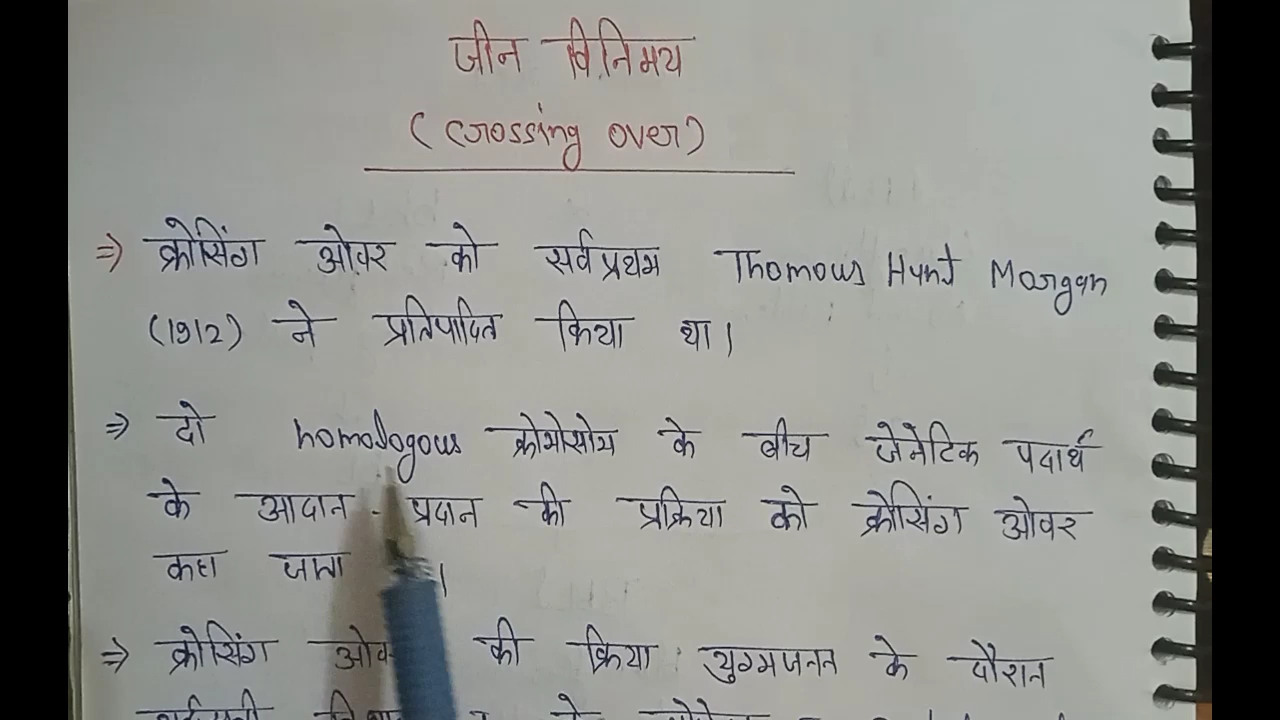 जीन विनिमय
(crossing over)
⇒ क्रोसिंग ओवर को सर्वप्रथम Thomous Hunt Morgan
(1912) ने प्रतिपादित किया था।
⇒ दो homologous क्रोमोसोम के बीच जेनेटिक पदार्थ
के आदान - प्रदान की प्रक्रिया को क्रोसिंग ओवर
कहा जाता ।
⇒ क्रोसिंग की क्रिया युग्मजनन के दौरान